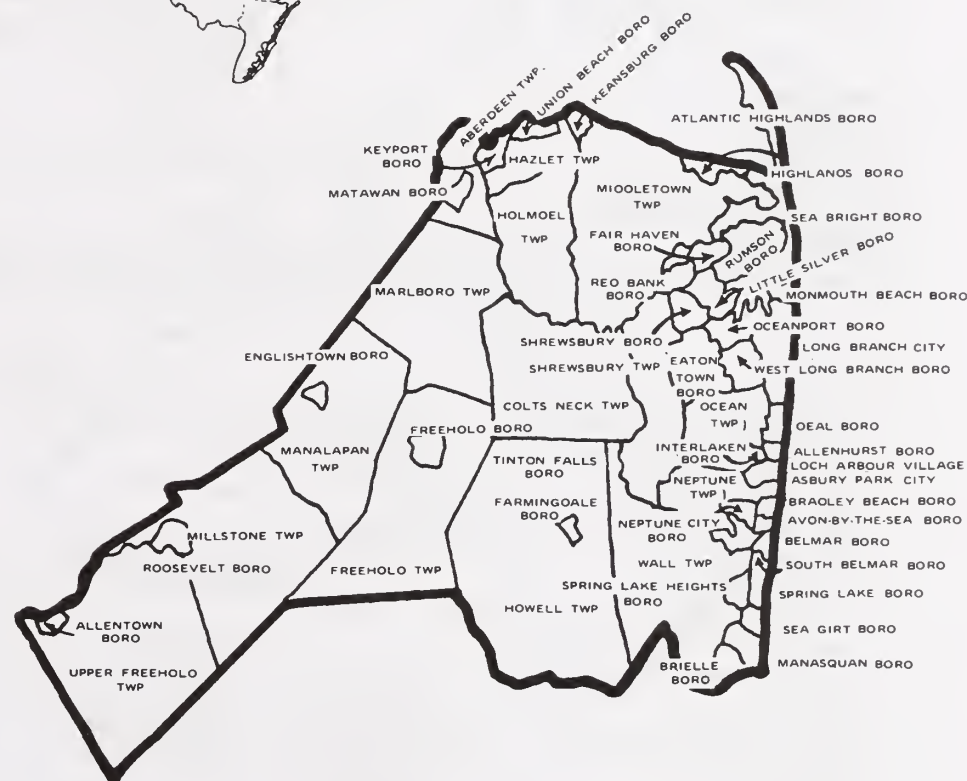 ABERDEEN TWP.
UNION BEACH BORO
KEANSBURG BORO
ATLANTIC HIGHLANDS BORO
KEYPORT
BORO
HAZLET TWP
HIGHLANOS BORO
MATAWAN BORO
MIOOLETOWN
TWP
HOLMOEL
TWP
SEA BRIGHT BORO
FAIR HAVEN
BORO
RUMSON
BORO
LITTLE SILVER BORO
REO BANK
BORO
MARLBORO TWP
MONMOUTH BEACH BORO
OCEANPORT BORO
SHREWSBURY BORO
LONG BRANCH CITY
ENGLISHTOWN BORO
SHREWSBURY TWP
EATON
TOWN
BORO
WEST LONG BRANCH BORO
COLTS NECK TWP
OCEAN
TWP
FREEHOLO BORO
OEAL BORO
MANALAPAN
TWP
INTERLAKEN
BORO
ALLENHURST BORO
LOCH ARBOUR VILLAGE
TINTON FALLS
BORO
ASBURY PARK CITY
NEPTUNE
TWP
FARMINGOALE
BORO
BRAOLEY BEACH BORO
NEPTUNE CITY
BORO
AVON-BY-THE-SEA BORO
MILLSTONE TWP
BELMAR BORO
ROOSEVELT BORO
FREEHOLO TWP
WALL TWP
SOUTH BELMAR BORO
SPRING LAKE HEIGHTS
BORO
SPRING LAKE BORO
HOWELL TWP
ALLENTOWN
BORO
SEA GIRT BORO
UPPER FREEHOLO
TWP
BRIELLE
BORO
MANASQUAN BORO